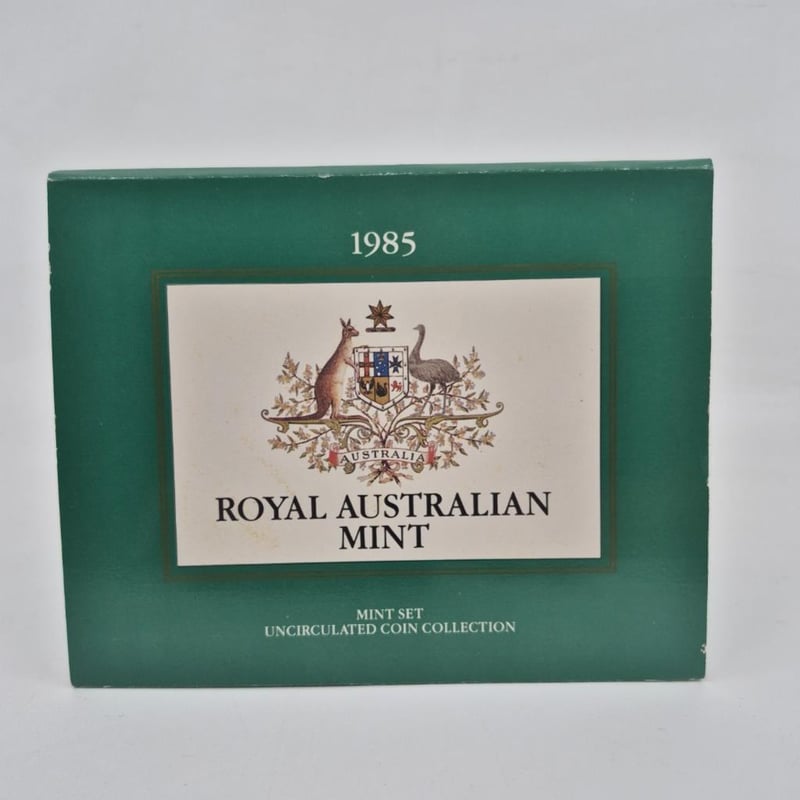 1985
AUSTRALIA
ROYAL AUSTRALIAN
MINT
MINT SET
UNCIRCULATED COIN COLLECTION